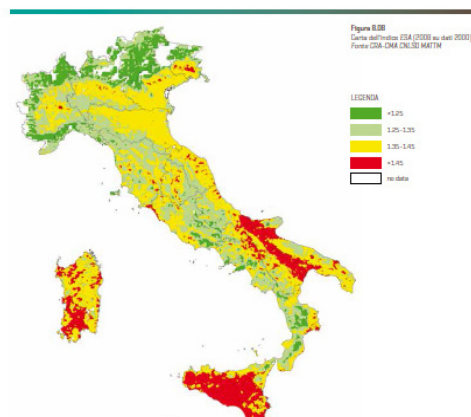 Figura 8.08
Carta dell'indice ESA (2008 su dati 2000)
Fonte CRA-CMA CNLSD MATTM
LEGENDA
<1.25
1.25-1.35
1.35-1.45
>1.45
no data